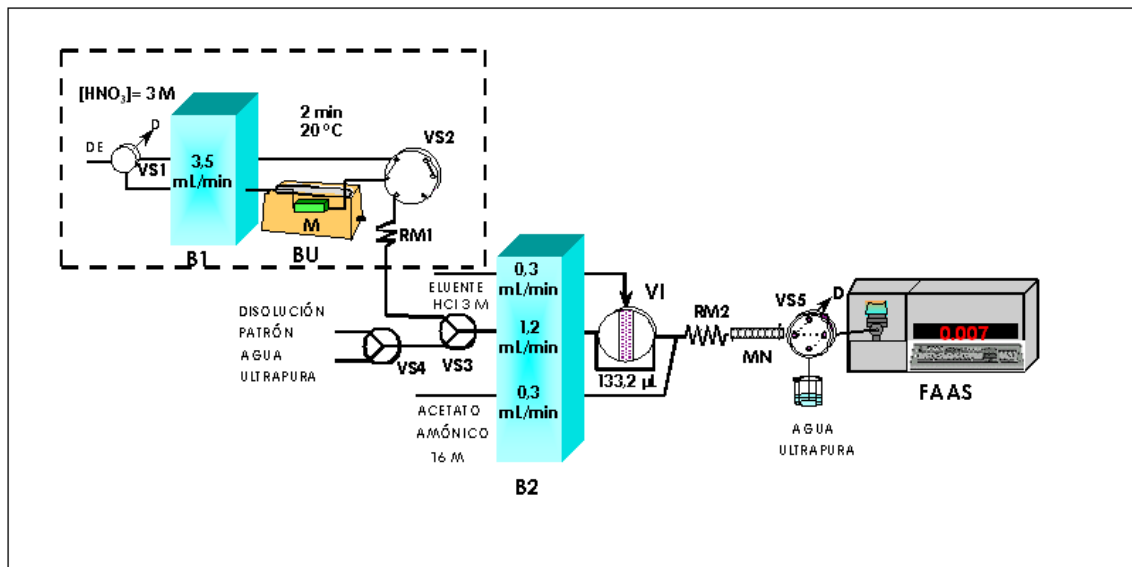 [HNO3]= 3 M
2 min
20 ºC
VS2
D
DE
VS1
3,5
mL/min
M
RM1
B1
BU
0,3
mL/min
ELUENTE
HCl 3 M
VI
RM2
VS5
D
DISOLUCIÓN
PATRÓN
AGUA
ULTRAPURA
1,2
mL/min
0.007
VS4
VS3
133,2 µL
MN
FAAS
0,3
mL/min
ACETATO
AMÓNICO
16 M
AGUA
ULTRAPURA
B2